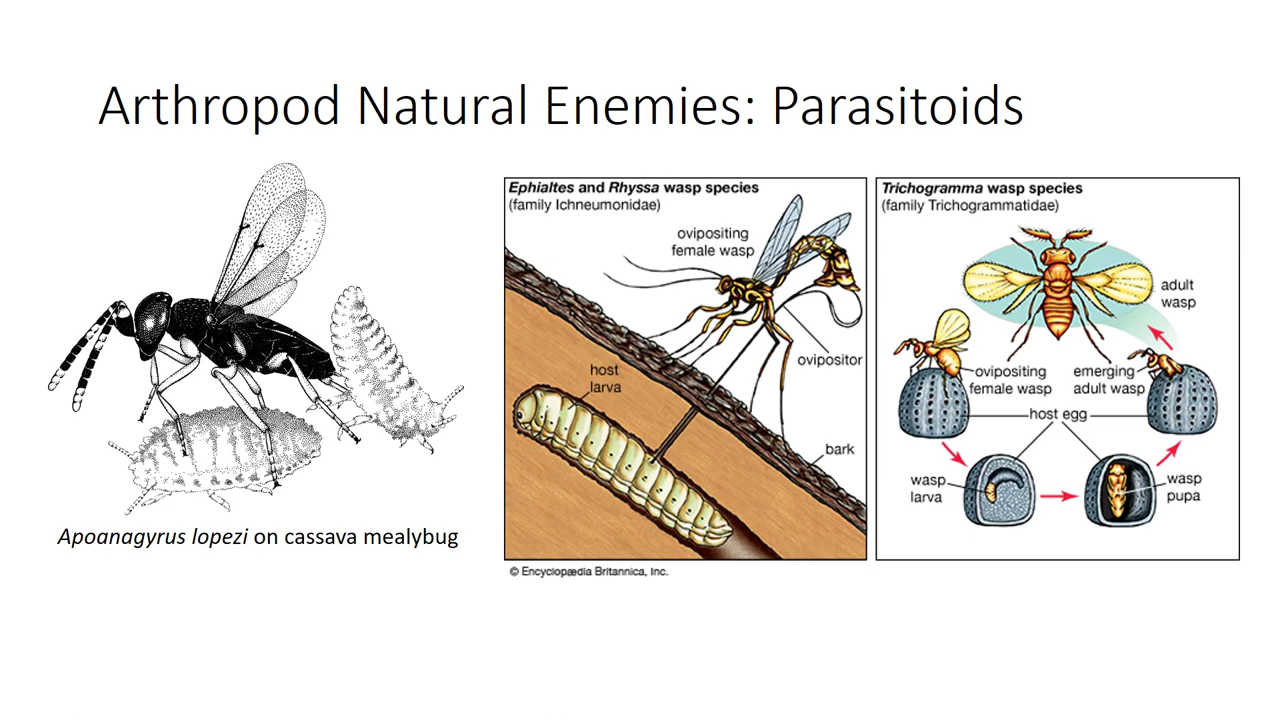 Arthropod Natural Enemies: Parasitoids
Apoanagyrus lopezi on cassava mealybug
Ephialtes and Rhyssa wasp species
(family Ichneumonidae)
ovipositing
female wasp
ovipositor
host
larva
bark
© Encyclopædia Britannica, Inc.
Trichogramma wasp species
(family Trichogrammatidae)
adult
wasp
ovipositing
female wasp
emerging
adult wasp
host egg
wasp
larva
wasp
pupa